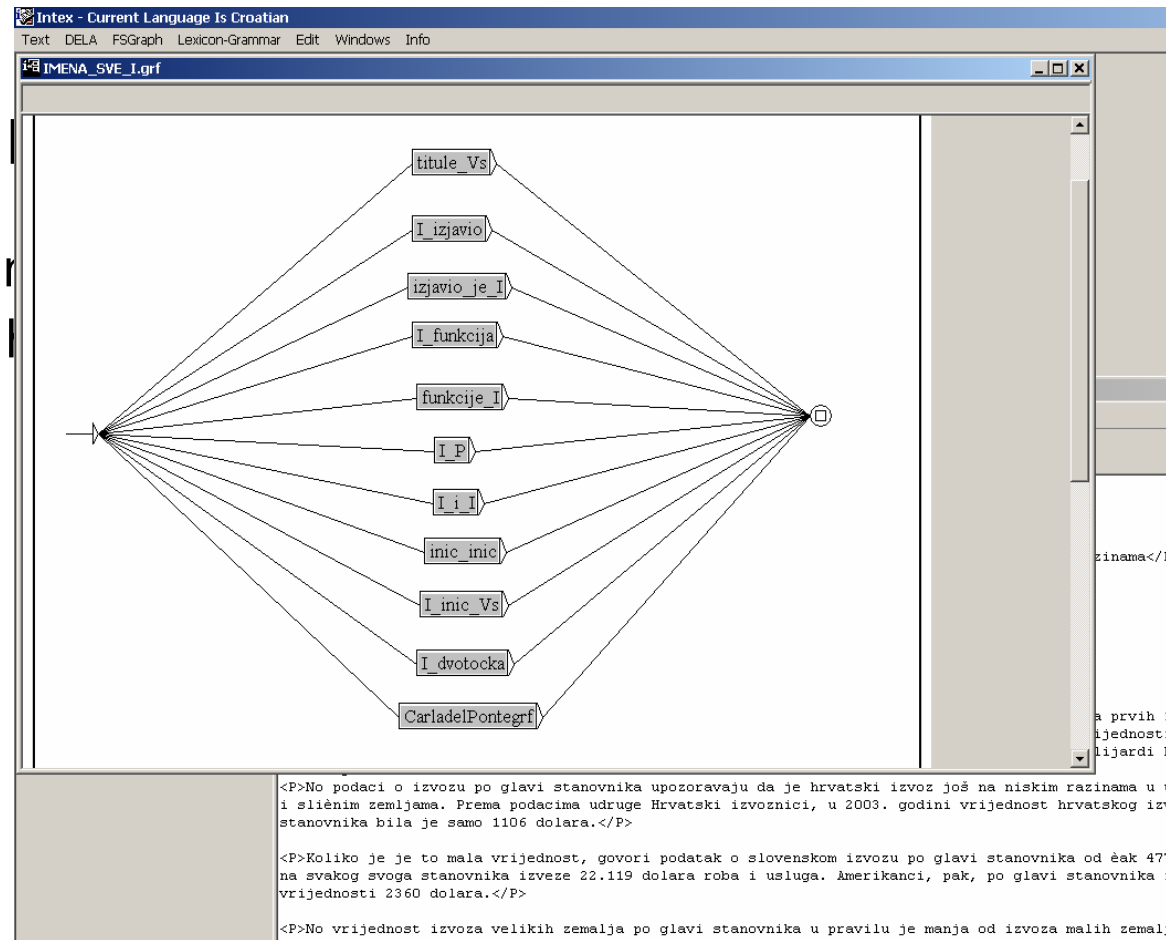 Intex - Current Language Is Croatian
Text DELA FSGraph Lexicon-Grammar Edit Windows Info
IMENA_SVE_I.grf
titule_Vs
I_izjavio
izjavio_je_I
I_funkcija
funkcije_I
I_P
I_i_I
inic_inic
I_inic_Vs
I_dvotocka
CarladelPontegrf
zinama</
a prvih
ijednost
lijardi
<P>No podaci o izvozu po glavi stanovnika upozoravaju da je hrvatski izvoz još na niskim razinama u
i sliènim zemljama. Prema podacima udruge Hrvatski izvoznici, u 2003. godini vrijednost hrvatskog iz
stanovnika bila je samo 1106 dolara.</P>
<P>Koliko je je to mala vrijednost, govori podatak o slovenskom izvozu po glavi stanovnika od èak 47
na svakog svoga stanovnika izveze 22.119 dolara roba i usluga. Amerikanci, pak, po glavi stanovnika
vrijednosti 2360 dolara.</P>
<P>No vrijednost izvoza velikih zemalja po glavi stanovnika u pravilu je manja od izvoza malih zemal